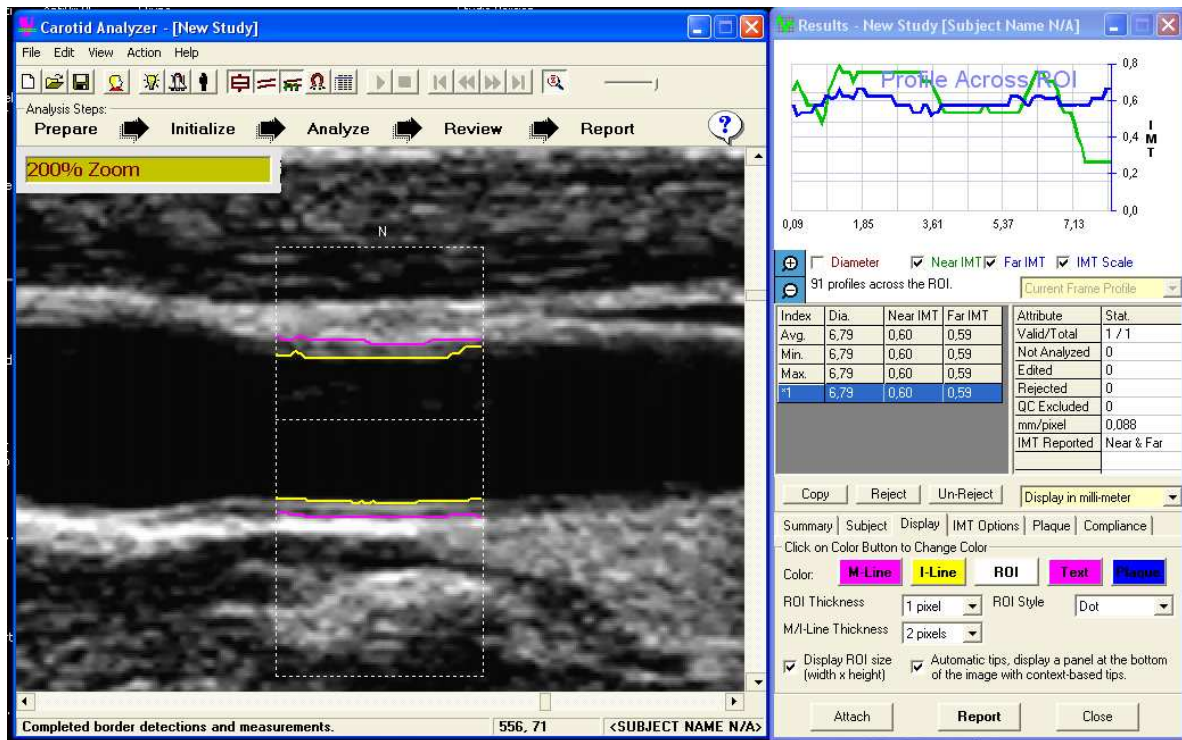 Carotid Analyzer - [New Study]
File Edit View Action Help
Analysis Steps:
Prepare Initialize Analyze Review Report ?
200% Zoom
N
Completed border detections and measurements. 556, 71 <SUBJECT NAME N/A>
Results - New Study [Subject Name N/A]
Profile Across ROI
0,8
0,6
0,4
0,2
0,0
IMT
0,09 1,85 3,61 5,37 7,13
Diameter Near IMT Far IMT IMT Scale
91 profiles across the ROI. Current Frame Profile
Index Dia. Near IMT Far IMT
Avg. 6,79 0,60 0,59
Min. 6,79 0,60 0,59
Max. 6,79 0,60 0,59
*1 6,79 0,60 0,59
Attribute Stat.
Valid/Total 1 / 1
Not Analyzed 0
Edited 0
Rejected 0
QC Excluded 0
mm/pixel 0,088
IMT Reported Near & Far
Copy Reject Un-Reject Display in milli-meter
Summary Subject Display IMT Options Plaque Compliance
Click on Color Button to Change Color
Color: M-Line I-Line ROI Text Plaque
ROI Thickness 1 pixel ROI Style Dot
M/I-Line Thickness 2 pixels
Display ROI size
(width x height)
Automatic tips, display a panel at the bottom
of the image with context-based tips.
Attach Report Close